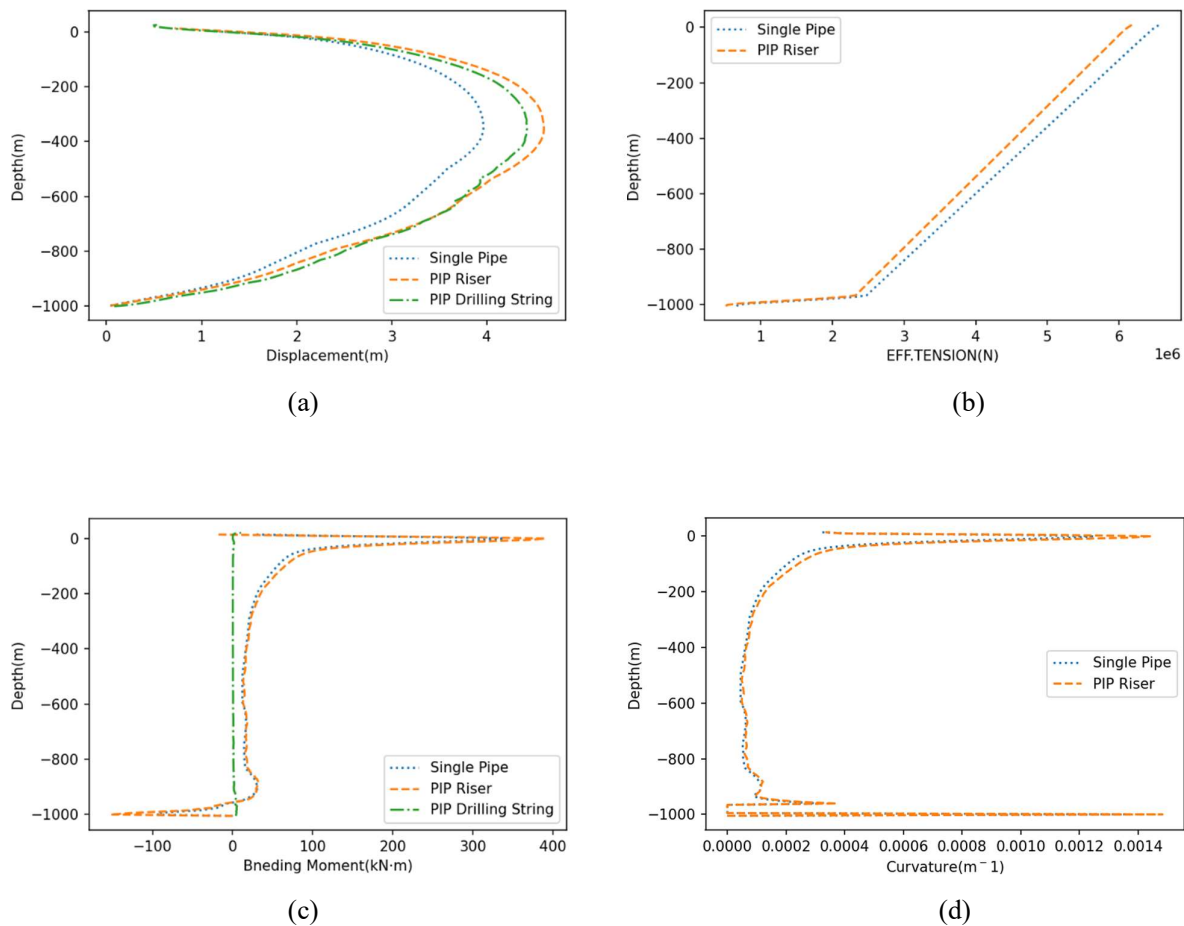 0
−200
−400
−600
−800
−1000
Depth(m)
Single Pipe
PIP Riser
PIP Drilling String
0 1 2 3 4
Displacement(m)
(a)
Single Pipe
PIP Riser
0
−200
−400
−600
−800
−1000
Depth(m)
1 2 3 4 5 6
1e6
EFF.TENSION(N)
(b)
0
−200
−400
−600
−800
−1000
Depth(m)
Single Pipe
PIP Riser
PIP Drilling String
−100 0 100 200 300 400
Bneding Moment(kN·m)
(c)
0
−200
−400
−600
−800
−1000
Depth(m)
Single Pipe
PIP Riser
0.0000 0.0002 0.0004 0.0006 0.0008 0.0010 0.0012 0.0014
Curvature(m⁻1)
(d)